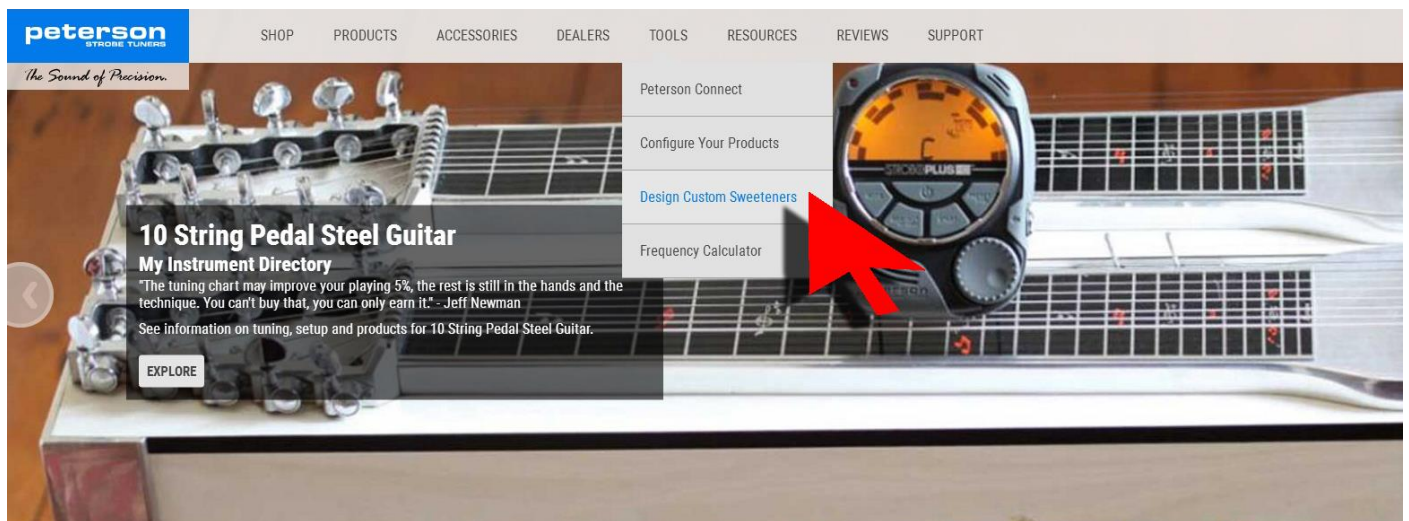 peterson
STROBE TUNERS
The Sound of Precision.
SHOP PRODUCTS ACCESSORIES DEALERS TOOLS RESOURCES REVIEWS SUPPORT
Peterson Connect
Configure Your Products
Design Custom Sweeteners
Frequency Calculator
C
STROBOPLUS HD
10 String Pedal Steel Guitar
My Instrument Directory
"The tuning chart may improve your playing 5%, the rest is still in the hands and the
technique. You can't buy that, you can only earn it." - Jeff Newman
See information on tuning, setup and products for 10 String Pedal Steel Guitar.
EXPLORE